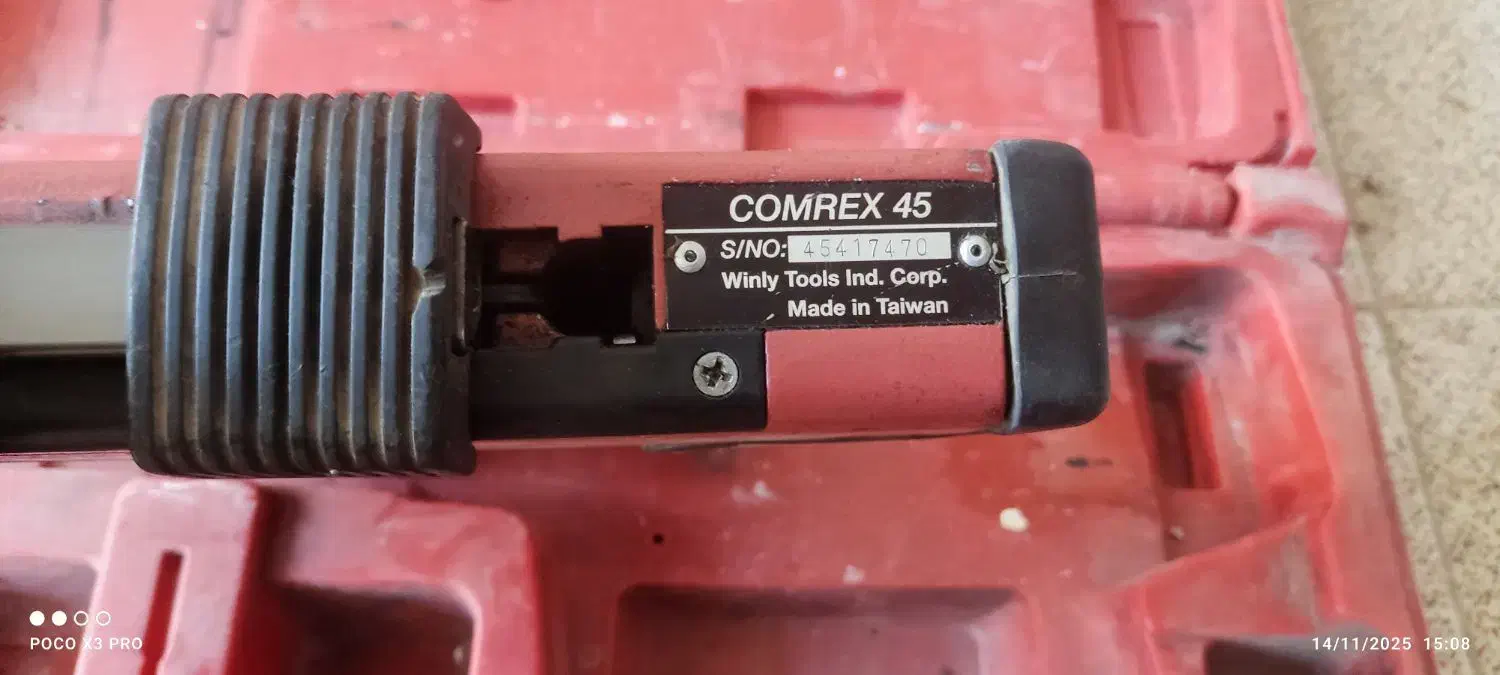 COMREX 45
S/NO: 45417470
Winly Tools Ind. Corp.
Made in Taiwan
POCO X3 PRO
14/11/2025 15:08